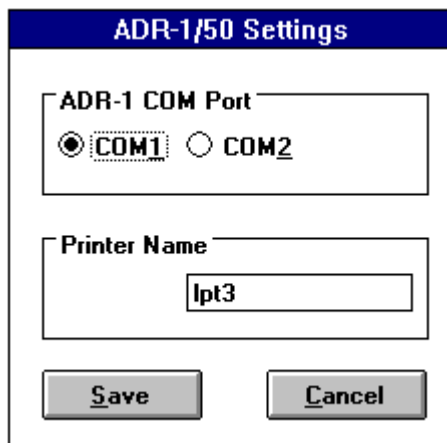 ADR-1/50 Settings
ADR-1 COM Port
COM1 COM2
Printer Name
lpt3
Save Cancel